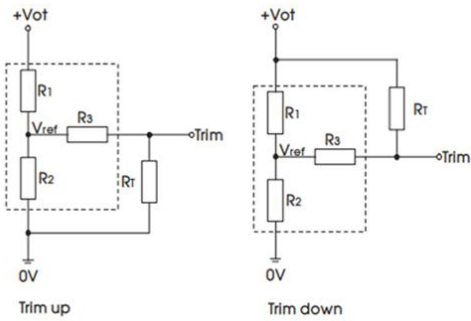 +Vot
R1
Vref
R3
Trim
R2
RT
0V
Trim up
+Vot
R1
RT
Vref
R3
Trim
R2
0V
Trim down